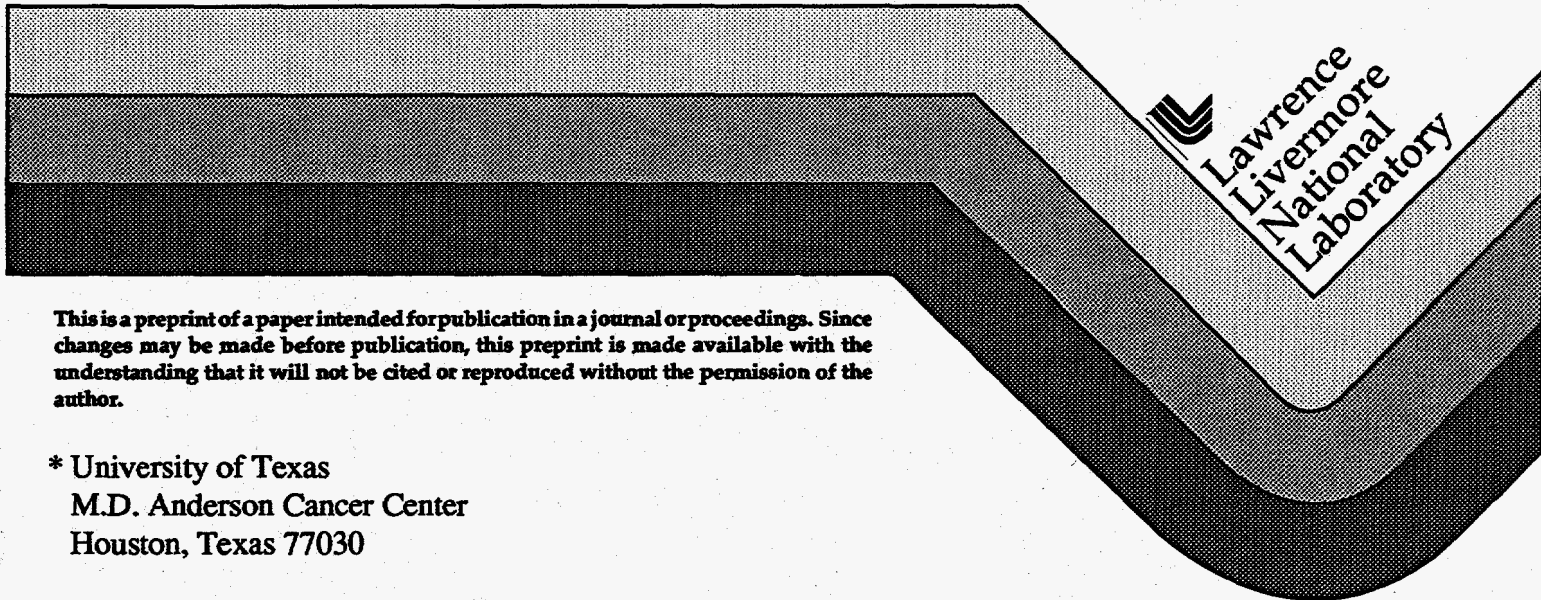 Lawrence
Livermore
National
Laboratory
This is a preprint of a paper intended for publication in a journal or proceedings. Since
changes may be made before publication, this preprint is made available with the
understanding that it will not be cited or reproduced without the permission of the
author.
* University of Texas
M.D. Anderson Cancer Center
Houston, Texas 77030